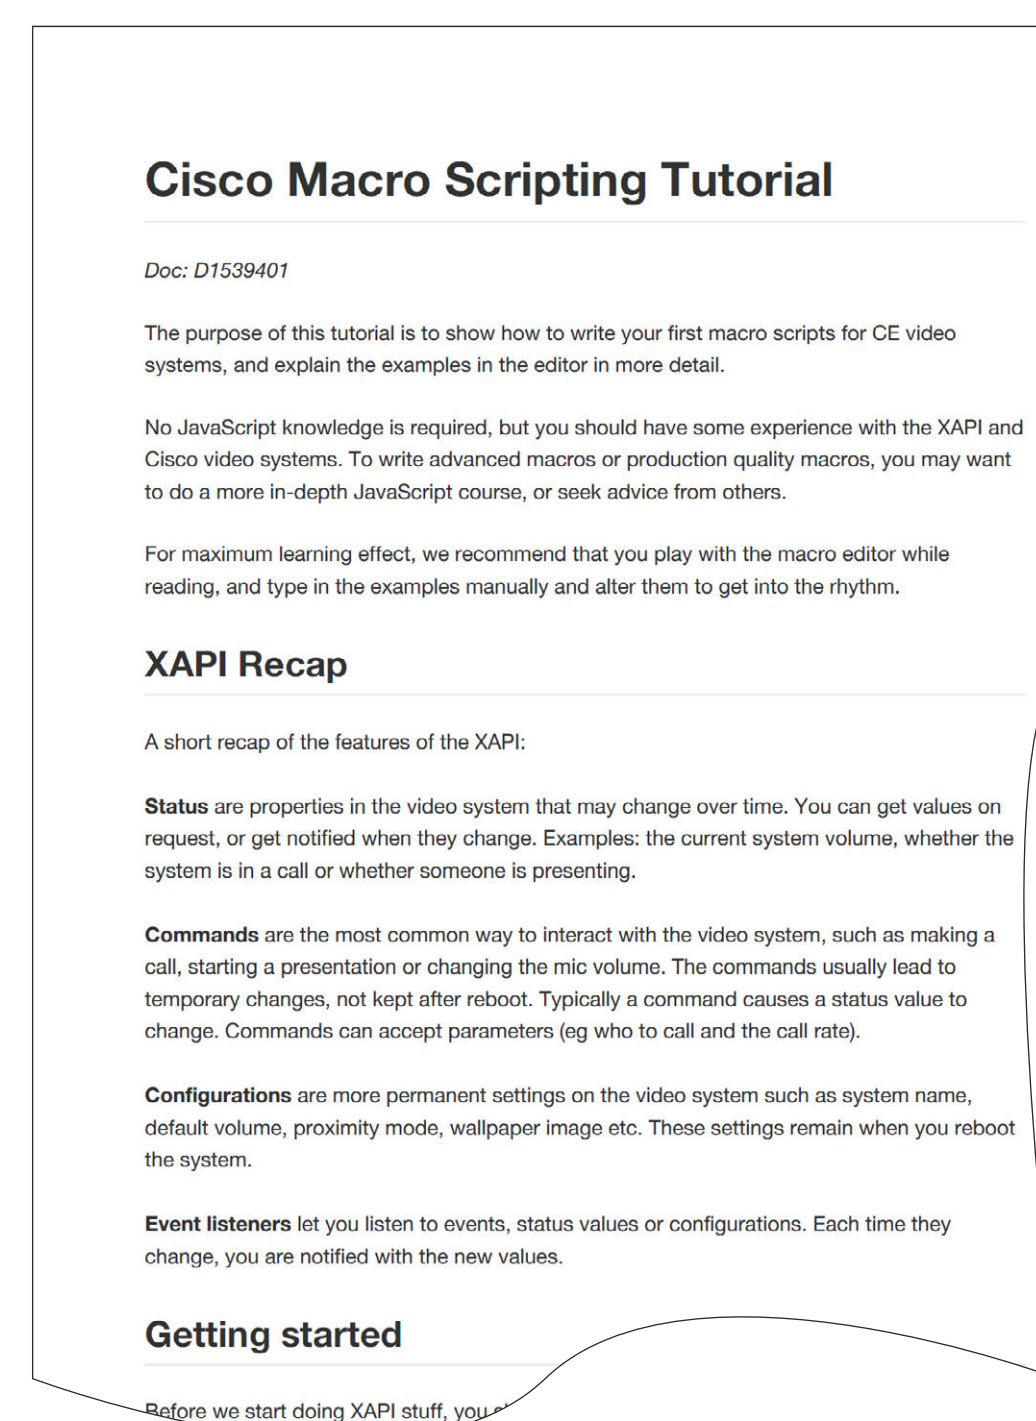 Cisco Macro Scripting Tutorial
Doc: D1539401
The purpose of this tutorial is to show how to write your first macro scripts for CE video
systems, and explain the examples in the editor in more detail.
No JavaScript knowledge is required, but you should have some experience with the XAPI and
Cisco video systems. To write advanced macros or production quality macros, you may want
to do a more in-depth JavaScript course, or seek advice from others.
For maximum learning effect, we recommend that you play with the macro editor while
reading, and type in the examples manually and alter them to get into the rhythm.
XAPI Recap
A short recap of the features of the XAPI:
Status are properties in the video system that may change over time. You can get values on
request, or get notified when they change. Examples: the current system volume, whether the
system is in a call or whether someone is presenting.
Commands are the most common way to interact with the video system, such as making a
call, starting a presentation or changing the mic volume. The commands usually lead to
temporary changes, not kept after reboot. Typically a command causes a status value to
change. Commands can accept parameters (eg who to call and the call rate).
Configurations are more permanent settings on the video system such as system name,
default volume, proximity mode, wallpaper image etc. These settings remain when you reboot
the system.
Event listeners let you listen to events, status values or configurations. Each time they
change, you are notified with the new values.
Getting started
Before we start doing XAPI stuff, you